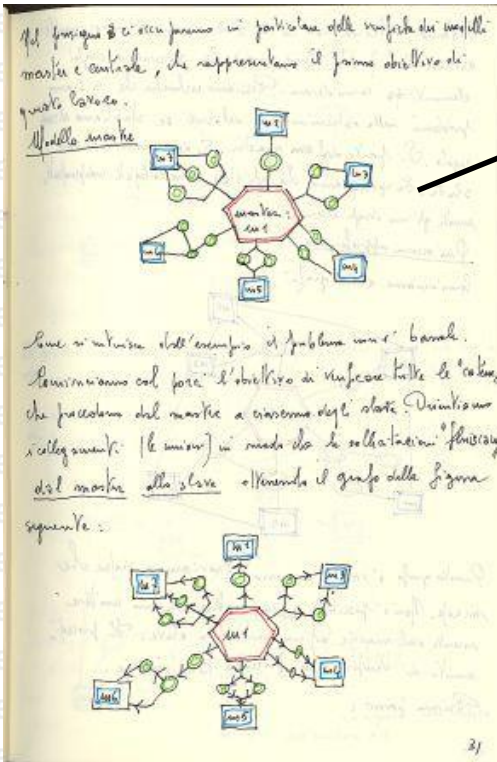 Nel proseguo ci occuperemo in particolare delle verifiche dei modelli
master e centrale, che rappresentano il primo obiettivo di
questo lavoro.
Modello master
m2
m7
m3
master:
m1
m6
m4
m5
Come si intuisce dall'esempio il problema non è banale.
Cominciamo col porci l'obiettivo di verificare tutte le "catene"
che procedono dal master a ciascuno degli slave. Orientiamo
i collegamenti (le unioni) in modo che le sollecitazioni "fluiscano"
dal master allo slave ottenendo il grafo della figura
seguente:
m7
m3
m1
m6
m4
m5
31